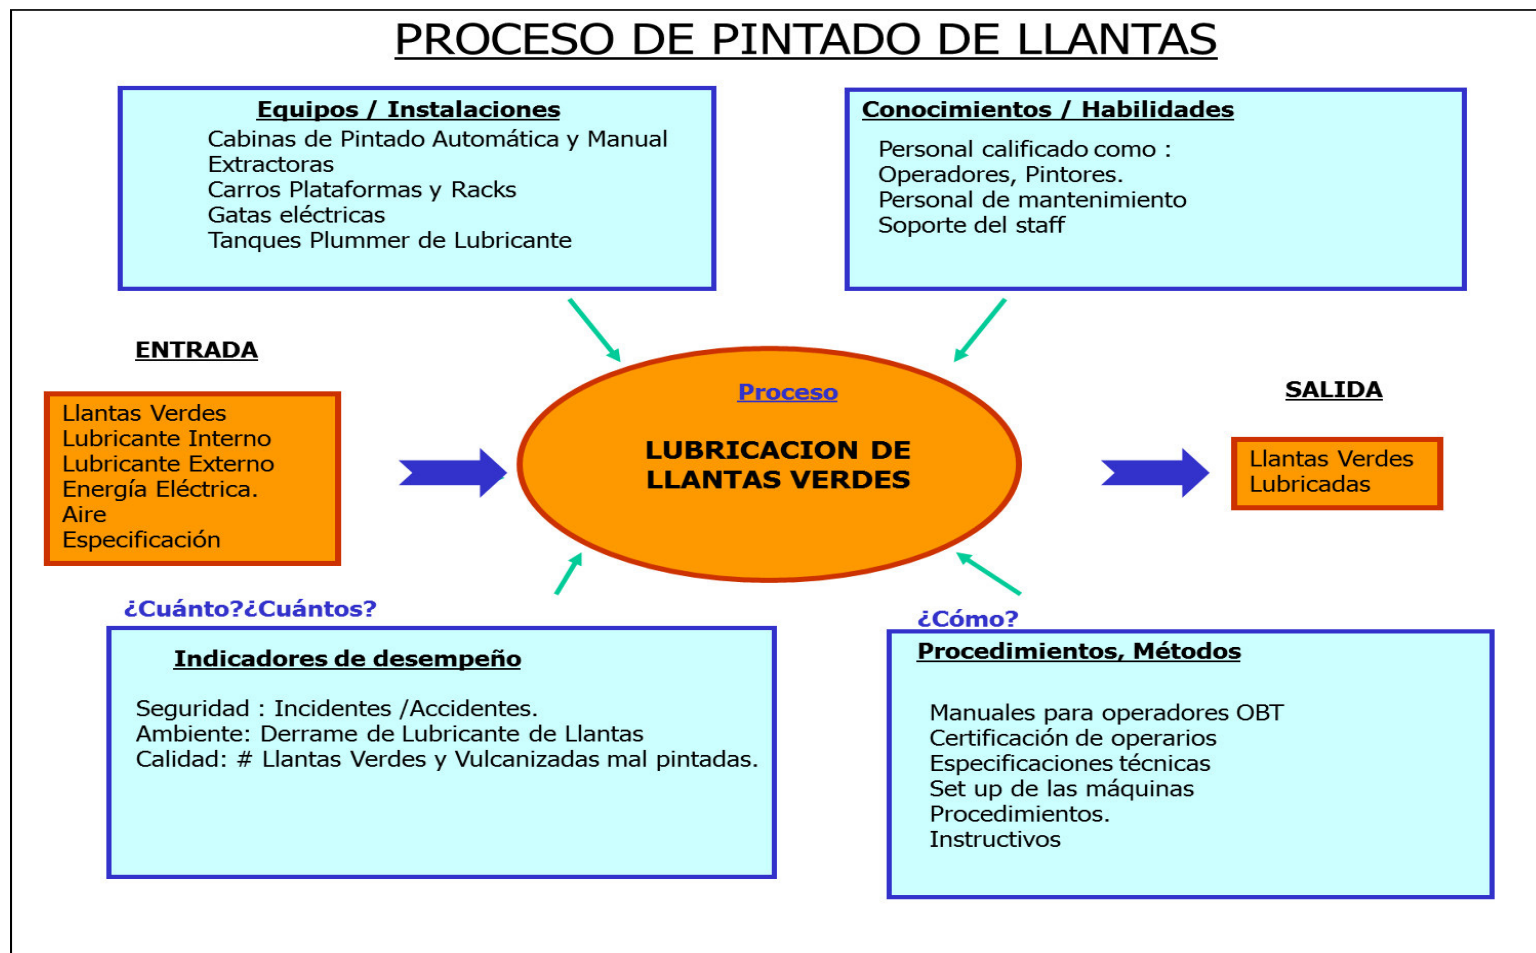 PROCESO DE PINTADO DE LLANTAS
Equipos / Instalaciones
Cabinas de Pintado Automática y Manual
Extractoras
Carros Plataformas y Racks
Gatas eléctricas
Tanques Plummer de Lubricante
Conocimientos / Habilidades
Personal calificado como :
Operadores, Pintores.
Personal de mantenimiento
Soporte del staff
ENTRADA
Llantas Verdes
Lubricante Interno
Lubricante Externo
Energía Eléctrica.
Aire
Especificación
Proceso
LUBRICACION DE
LLANTAS VERDES
SALIDA
Llantas Verdes
Lubricadas
¿Cuánto?¿Cuántos?
Indicadores de desempeño
Seguridad : Incidentes /Accidentes.
Ambiente: Derrame de Lubricante de Llantas
Calidad: # Llantas Verdes y Vulcanizadas mal pintadas.
¿Cómo?
Procedimientos, Métodos
Manuales para operadores OBT
Certificación de operarios
Especificaciones técnicas
Set up de las máquinas
Procedimientos.
Instructivos